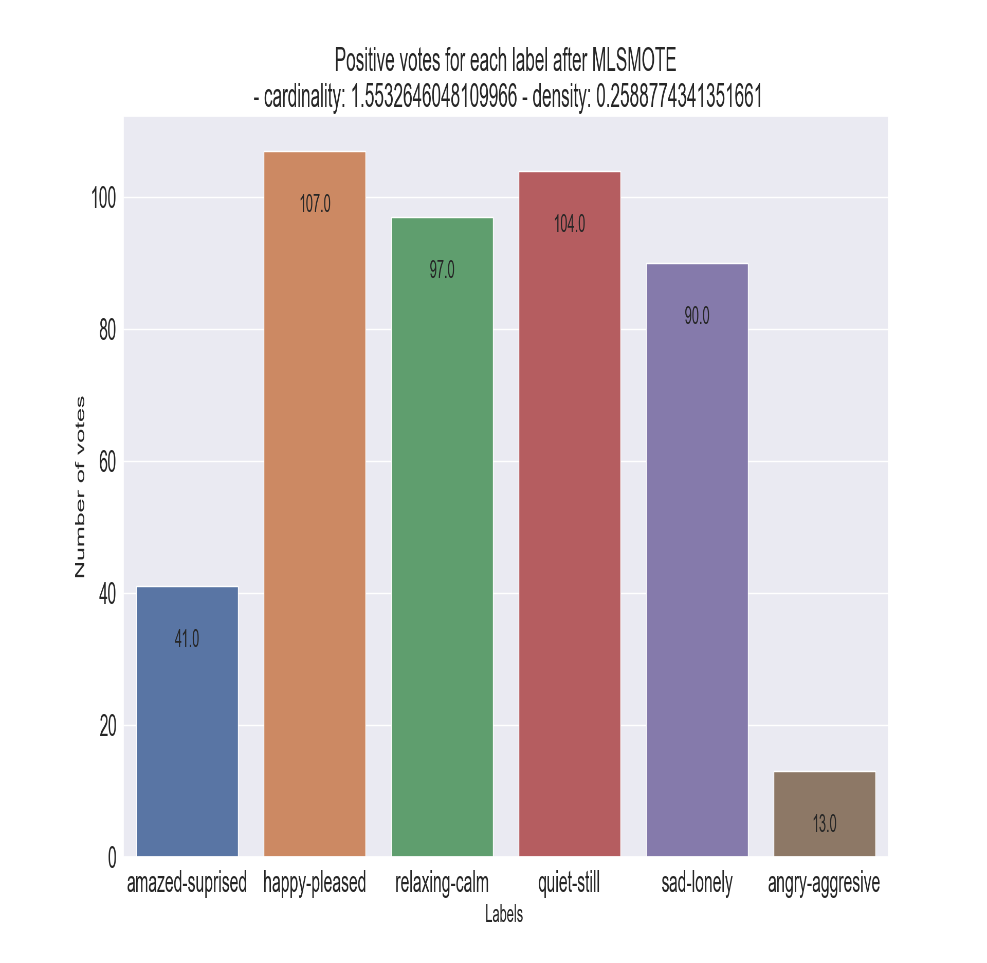 Positive votes for each label after MLSMOTE
- cardinality: 1.5532646048109966 - density: 0.2588774341351661
Number of votes
100
80
60
40
20
0
41.0
107.0
97.0
104.0
90.0
13.0
amazed-suprised happy-pleased relaxing-calm quiet-still sad-lonely angry-aggresive
Labels